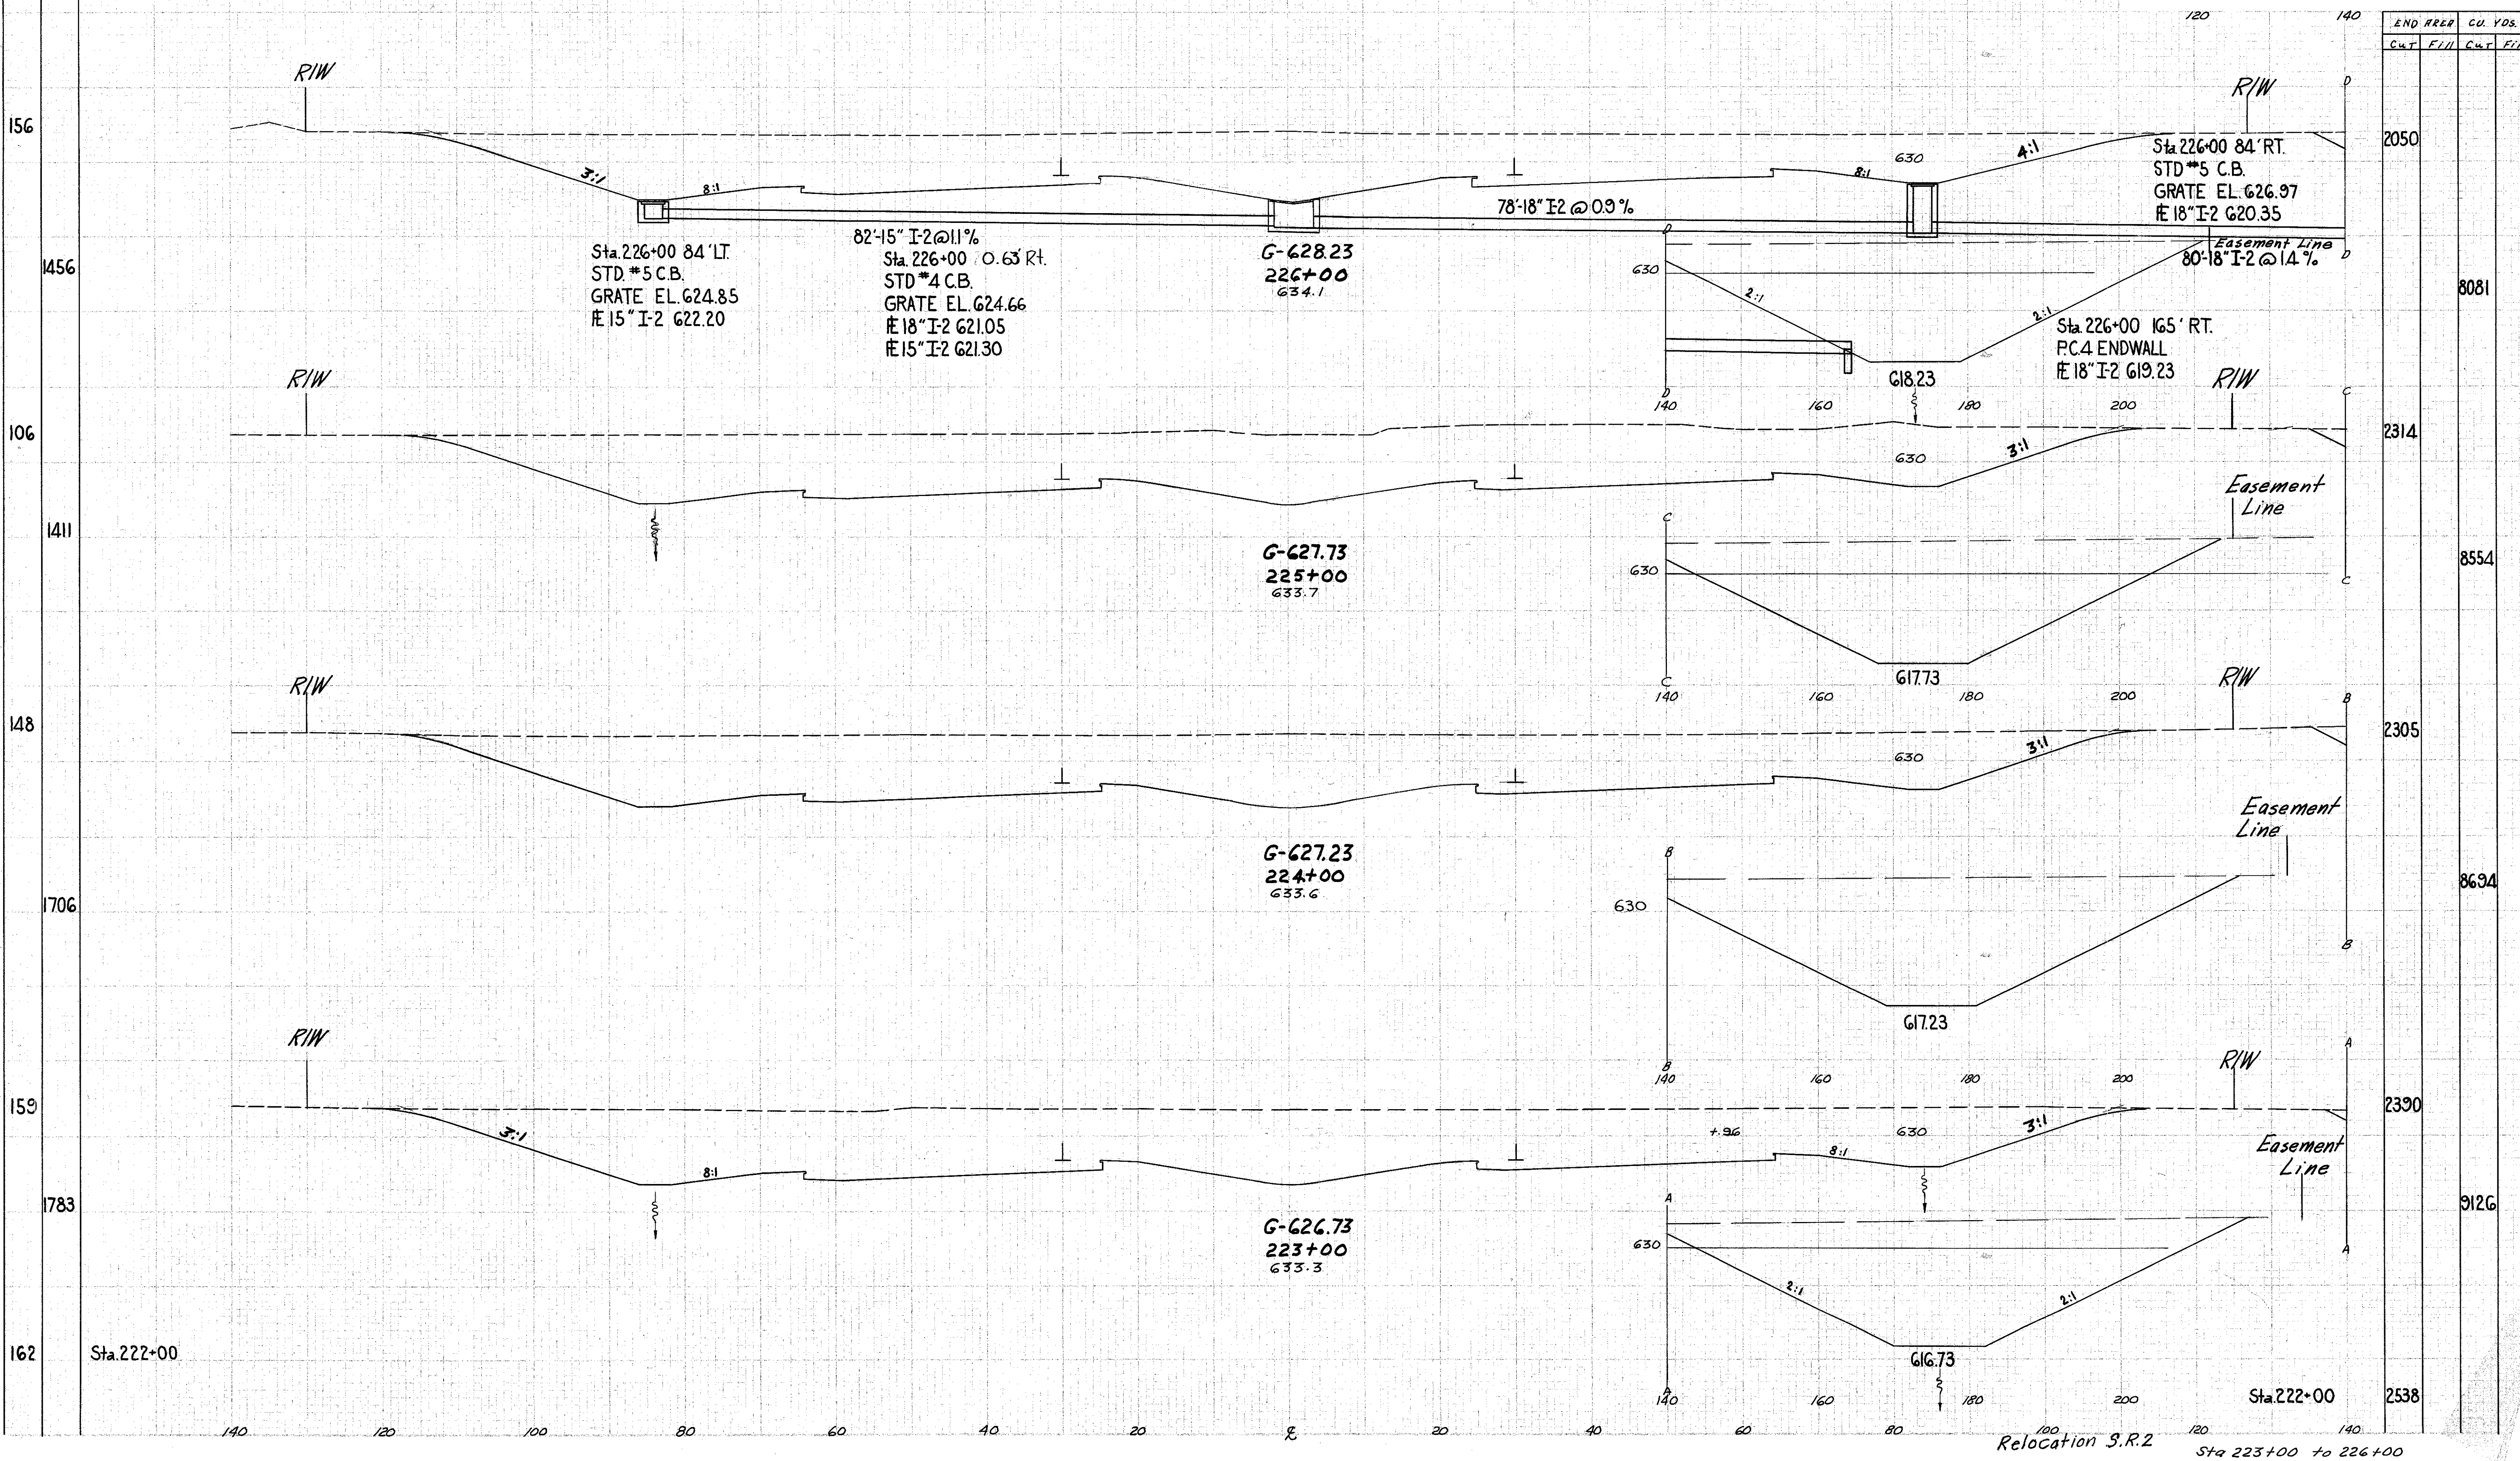 120 140
END AREA CU. YDS.
Cut Fill Cut Fil
R/W
R/W
D
156
2050
3:1
8:1
630
8:1
4:1
Sta. 226+00 84' RT.
STD #5 C.B.
GRATE EL. 626.97
FE 18" I-2 620.35
78'-18" I-2 @ 0.9%
82'-15" I-2 @ 1.1%
Sta. 226+00 84' LT.
STD. #5 C.B.
GRATE EL. 624.85
FE 15" I-2 622.20
Sta. 226+00 0.63' Rt.
STD #4 C.B.
GRATE EL. 624.66
FE 18" I-2 621.05
FE 15" I-2 621.30
G-628.23
226+00
634.1
D
Easement Line
80'-18" I-2 @ 1.4%
D
1456
630
8081
2:1
2:1
Sta. 226+00 165' RT.
P.C.4 ENDWALL
FE 18" I-2 619.23
618.23
R/W
R/W
D
140 160 180 200
C
106
2314
630
3:1
Easement
Line
C
1411
G-627.73
225+00
633.7
630
8554
C
617.73
R/W
R/W
C
140 160 180 200
B
148
2305
630
3:1
Easement
Line
G-627.23
224+00
633.6
B
1706
630
8694
B
617.23
R/W
R/W
A
B
140 160 180 200
159
2390
3:1
8:1
+.96
630
8:1
3:1
Easement
Line
1783
A
9126
G-626.73
223+00
633.3
630
A
2:1
2:1
162
Sta. 222+00
616.73
A
140 160 180 200
Sta. 222+00
2538
140 120 100 80 60 40 20 ℄ 20 40 60 80 100 120 140
Relocation S.R.2
Sta 223+00 to 226+00